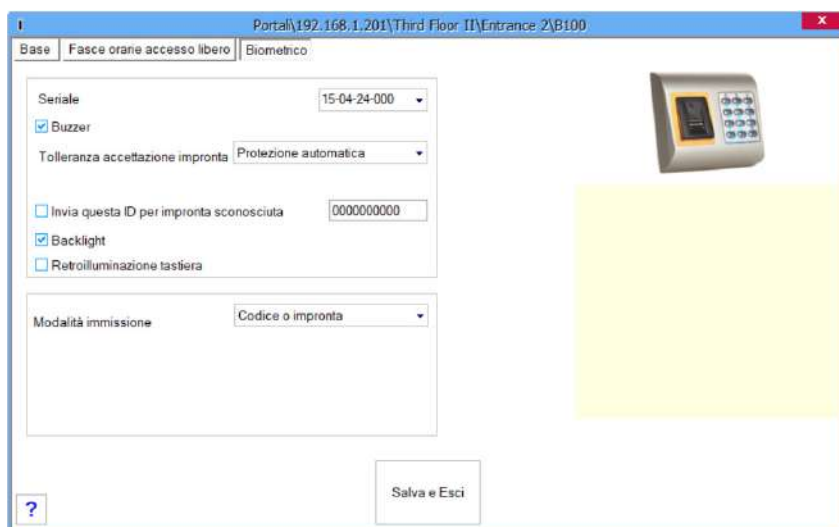 Portali\192.168.1.201\Third Floor II\Entrance 2\B100
x
Base Fasce orarie accesso libero Biometrico
Seriale 15-04-24-000
Buzzer
Tolleranza accettazione impronta Protezione automatica
Invia questa ID per impronta sconosciuta 0000000000
Backlight
Retroilluminazione tastiera
Modalità immissione Codice o impronta
Salva e Esci
?